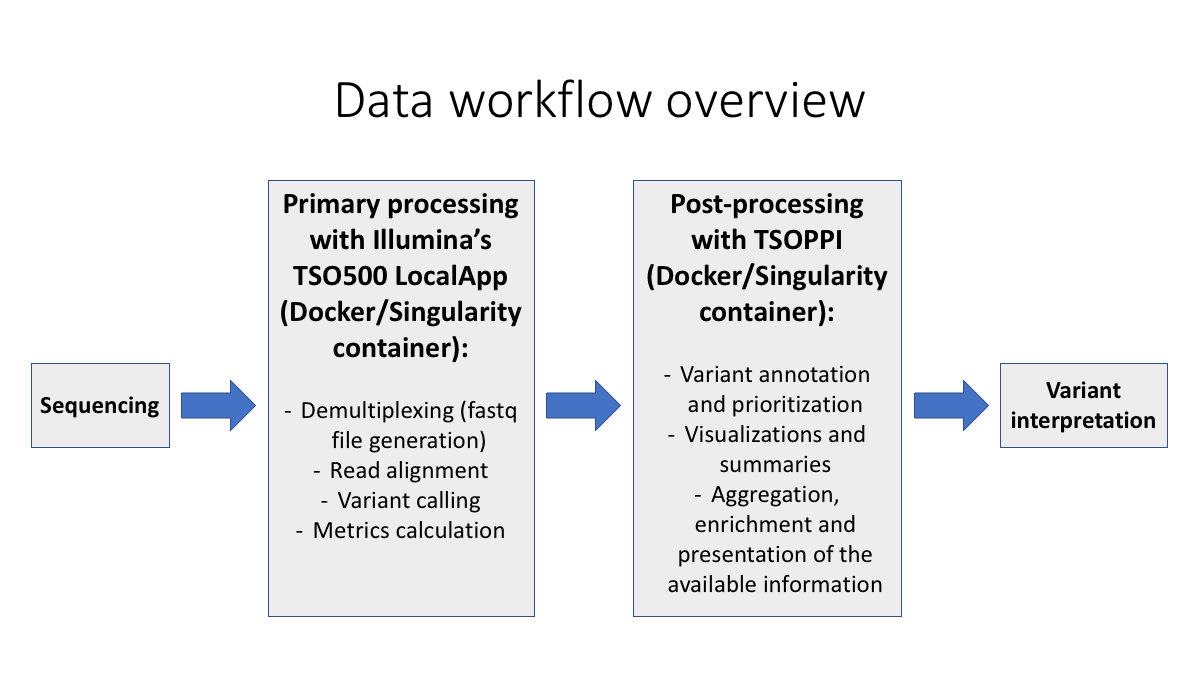 Data workflow overview
Sequencing
Primary processing
with Illumina’s
TSO500 LocalApp
(Docker/Singularity
container):
- Demultiplexing (fastq
file generation)
- Read alignment
- Variant calling
- Metrics calculation
Post-processing
with TSOPPI
(Docker/Singularity
container):
- Variant annotation
and prioritization
- Visualizations and
summaries
- Aggregation,
enrichment and
presentation of the
available information
Variant
interpretation